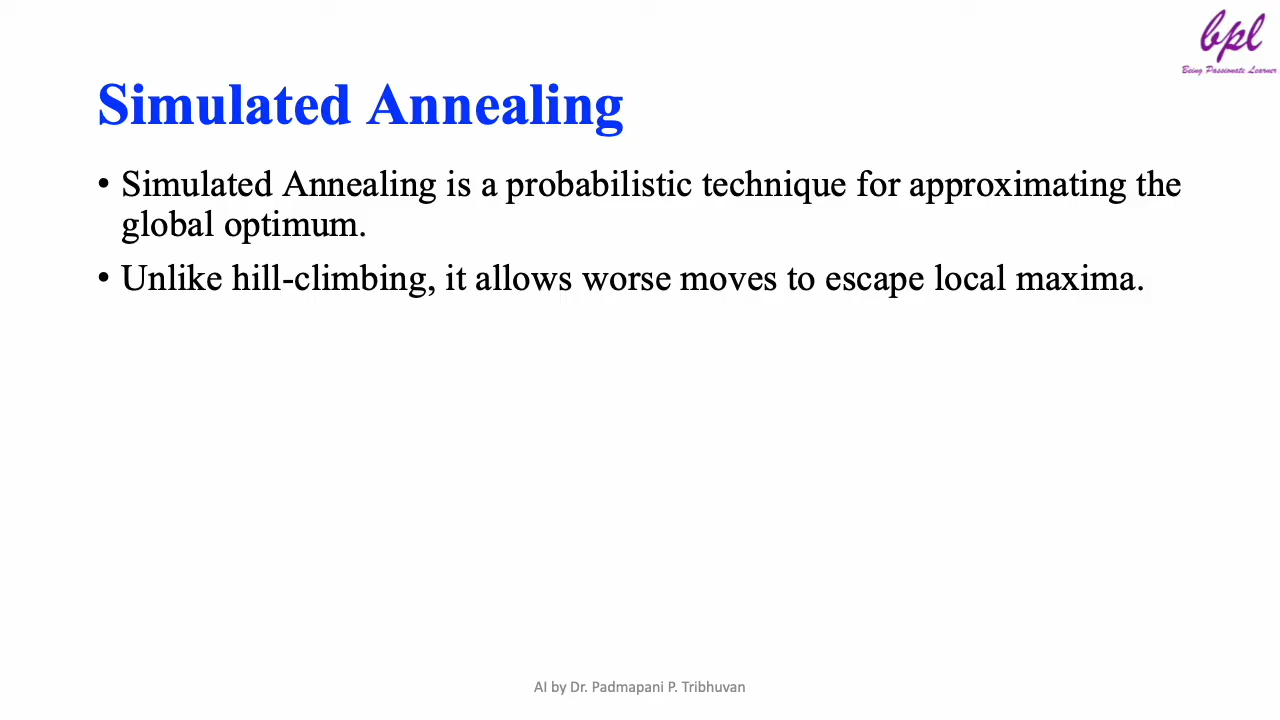 bpl
Being Passionate Learner
Simulated Annealing
• Simulated Annealing is a probabilistic technique for approximating the
global optimum.
• Unlike hill-climbing, it allows worse moves to escape local maxima.
AI by Dr. Padmapani P. Tribhuvan